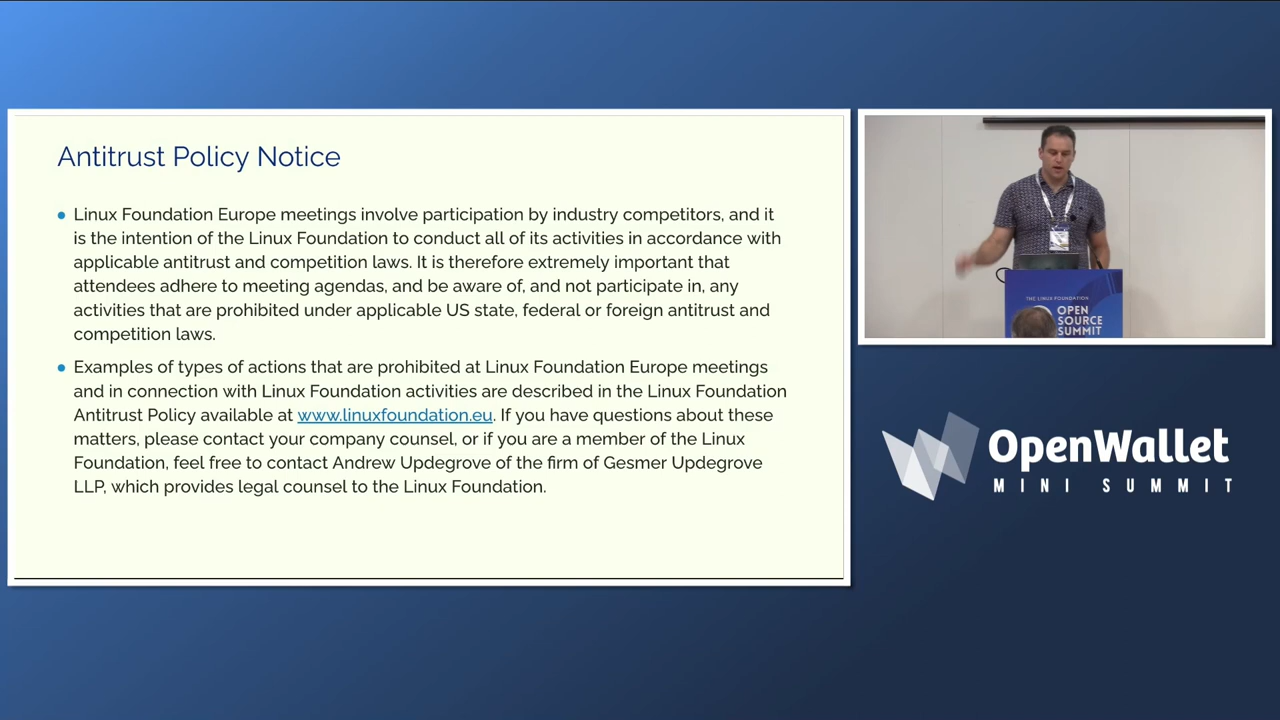 Antitrust Policy Notice
Linux Foundation Europe meetings involve participation by industry competitors, and it
is the intention of the Linux Foundation to conduct all of its activities in accordance with
applicable antitrust and competition laws. It is therefore extremely important that
attendees adhere to meeting agendas, and be aware of, and not participate in, any
activities that are prohibited under applicable US state, federal or foreign antitrust and
competition laws.
Examples of types of actions that are prohibited at Linux Foundation Europe meetings
and in connection with Linux Foundation activities are described in the Linux Foundation
Antitrust Policy available at www.linuxfoundation.eu. If you have questions about these
matters, please contact your company counsel, or if you are a member of the Linux
Foundation, feel free to contact Andrew Updegrove of the firm of Gesmer Updegrove
LLP, which provides legal counsel to the Linux Foundation.
THE LINUX FOUNDATION
OPEN
SOURCE
SUMMIT
OpenWallet
MINI SUMMIT